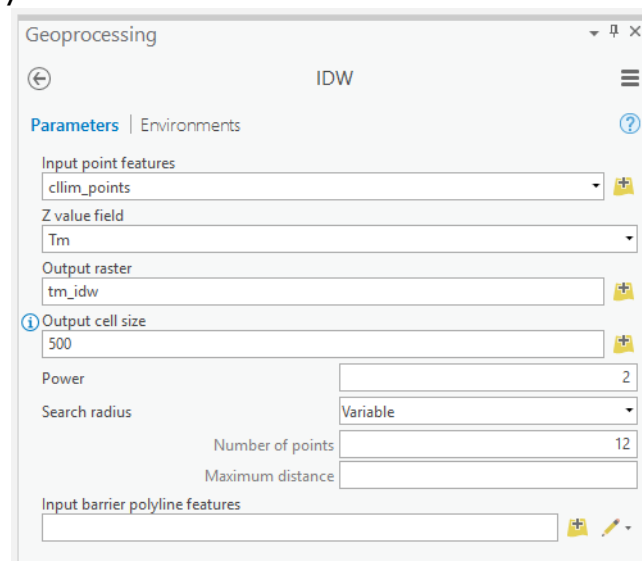 Geoprocessing
IDW
Parameters | Environments
Input point features
cllim_points
Z value field
Tm
Output raster
tm_idw
Output cell size
500
Power 2
Search radius Variable
Number of points 12
Maximum distance
Input barrier polyline features